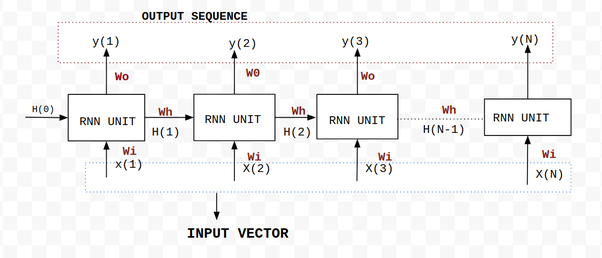 OUTPUT SEQUENCE
y(1) y(2) y(3) y(N)
Wo W0 Wo
H(0) Wh Wh Wh
RNN UNIT RNN UNIT RNN UNIT RNN UNIT
H(1) H(2) H(N-1)
Wi Wi Wi Wi
x(1) X(2) X(3) X(N)
INPUT VECTOR